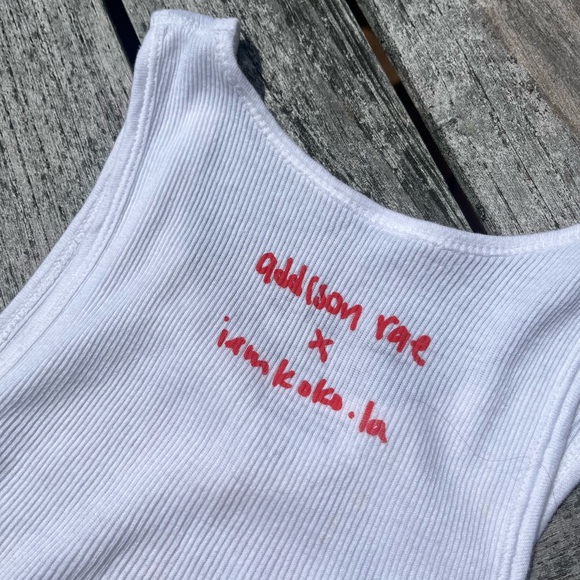 addison rae
x
iamkoko.la